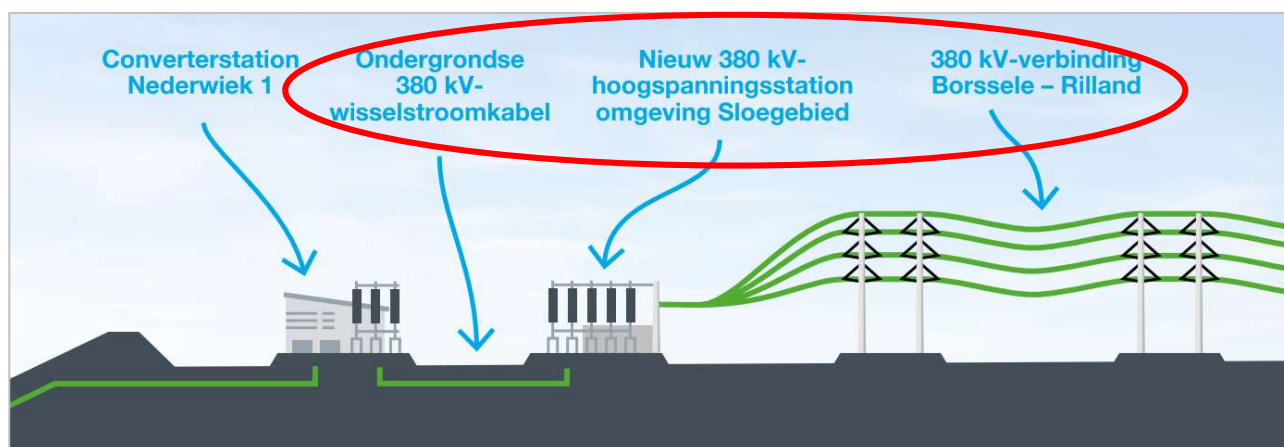 Converterstation
Nederwiek 1
Ondergrondse
380 kV-
wisselstroomkabel
Nieuw 380 kV-
hoogspanningsstation
omgeving Sloegebied
380 kV-verbinding
Borssele – Rilland